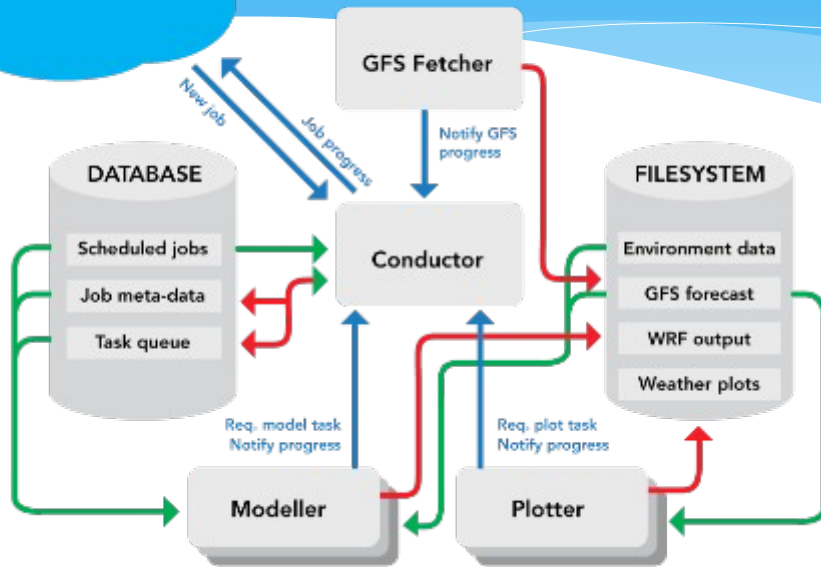 GFS Fetcher
New job
Job progress
Notify GFS
progress
DATABASE
Scheduled jobs
Job meta-data
Task queue
Conductor
FILESYSTEM
Environment data
GFS forecast
WRF output
Weather plots
Req. model task
Notify progress
Req. plot task
Notify progress
Modeller
Plotter